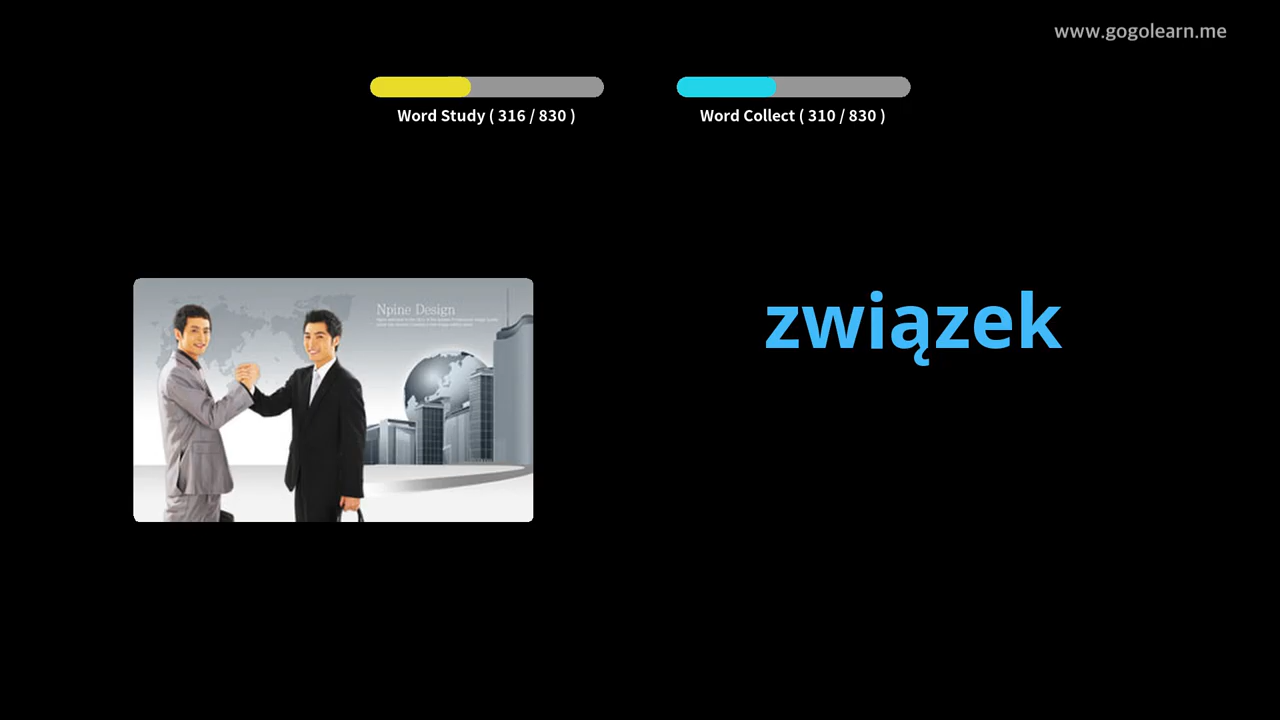 www.gogolearn.me
Word Study ( 316 / 830 )
Word Collect ( 310 / 830 )
Npine Design
związek